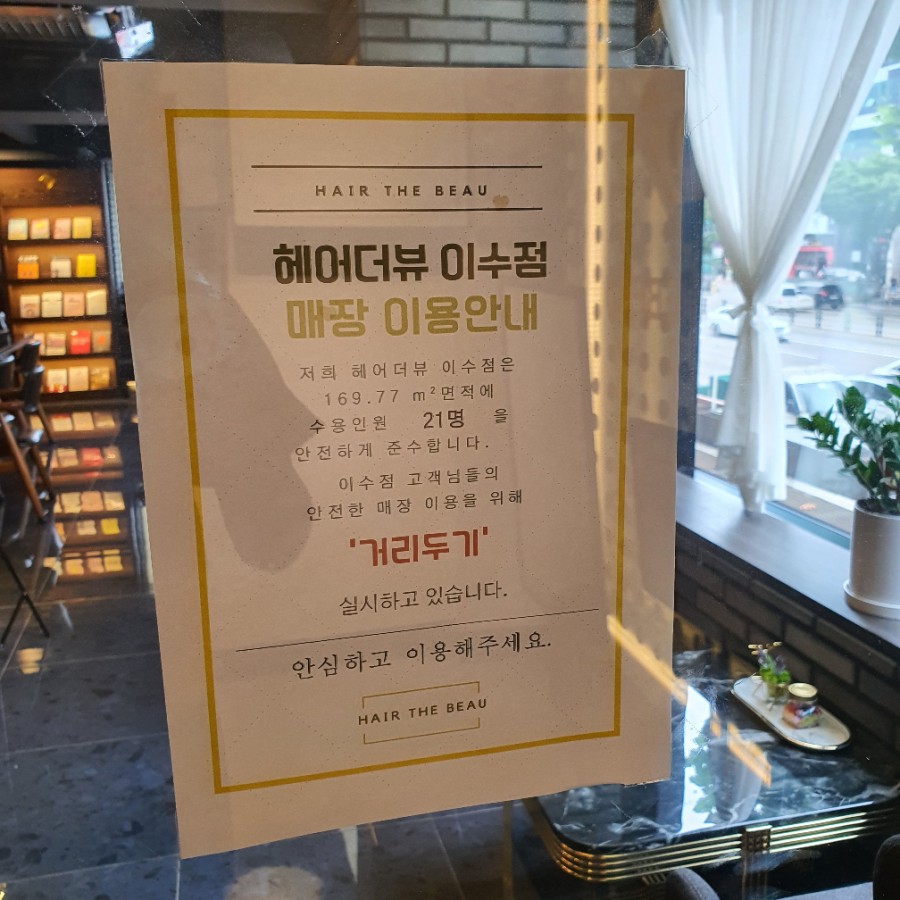 HAIR THE BEAU
헤어더뷰 이수점
매장 이용안내
저희 헤어더뷰 이수점은
169.77 m²면적에
수용인원 21명 을
안전하게 준수합니다.
이수점 고객님들의
안전한 매장 이용을 위해
'거리두기'
실시하고 있습니다.
안심하고 이용해주세요.
HAIR THE BEAU